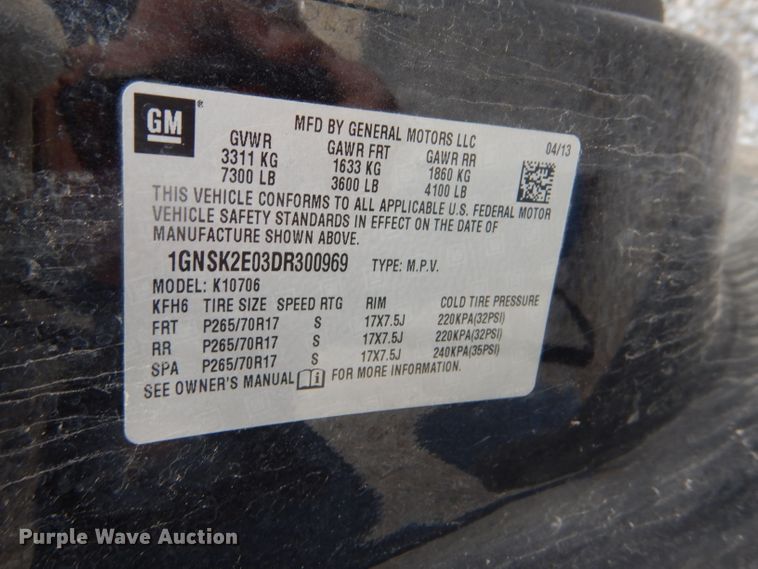 GM ®
MFD BY GENERAL MOTORS LLC
GVWR GAWR FRT GAWR RR 04/13
3311 KG 1633 KG 1860 KG
7300 LB 3600 LB 4100 LB
THIS VEHICLE CONFORMS TO ALL APPLICABLE U.S. FEDERAL MOTOR
VEHICLE SAFETY STANDARDS IN EFFECT ON THE DATE OF
MANUFACTURE SHOWN ABOVE.
1GNSK2E03DR300969 TYPE: M.P.V.
MODEL: K10706
KFH6 TIRE SIZE SPEED RTG RIM COLD TIRE PRESSURE
FRT P265/70R17 S 17X7.5J 220KPA(32PSI)
RR P265/70R17 S 17X7.5J 220KPA(32PSI)
SPA P265/70R17 S 17X7.5J 240KPA(35PSI)
SEE OWNER'S MANUAL FOR MORE INFORMATION.
Purple Wave Auction